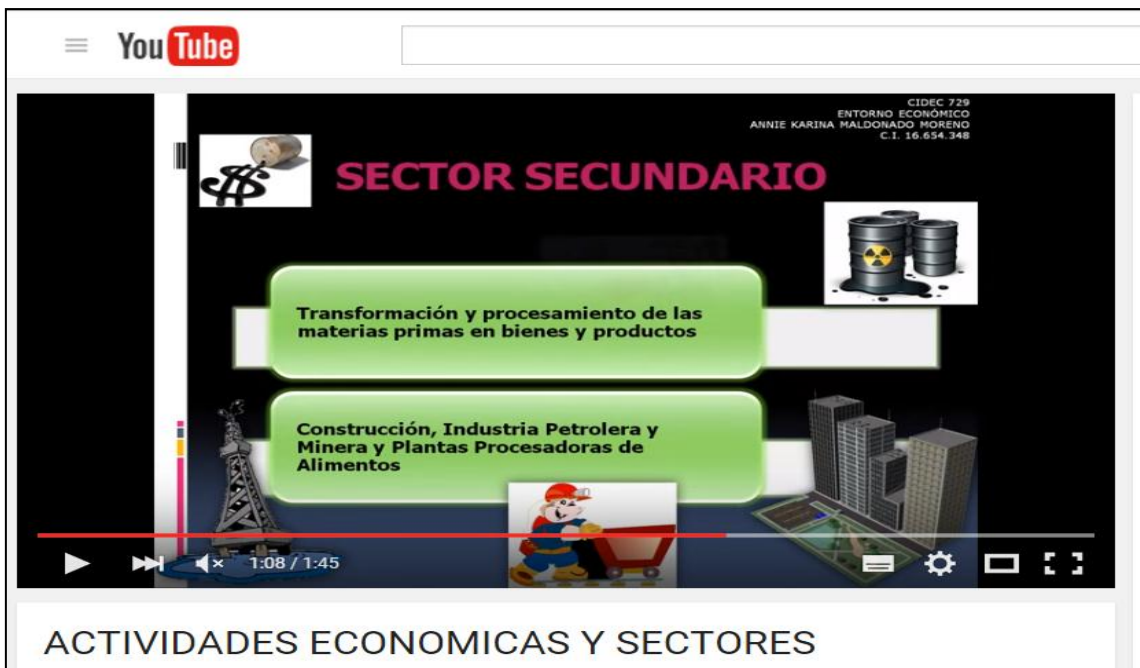 YouTube
CIDEC 729
ENTORNO ECONÓMICO
ANNIE KARINA MALDONADO MORENO
C.I. 16.654.348
SECTOR SECUNDARIO
Transformación y procesamiento de las
materias primas en bienes y productos
Construcción, Industria Petrolera y
Minera y Plantas Procesadoras de
Alimentos
1:08 / 1:45
ACTIVIDADES ECONOMICAS Y SECTORES